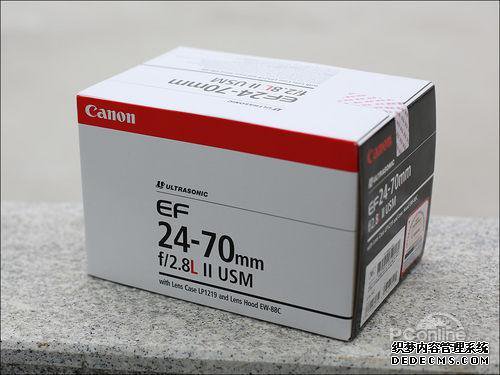 EF24-70mm
f/2.8L II USM
ULTRASONIC
Canon
ULTRASONIC
EF
24-70mm
f/2.8L II USM
with Lens Case LP1219 and Lens Hood EW-88C
Canon
EF 24-70mm
f/2.8L II USM
PConline
织梦内容管理系统
DEDECMS.COM